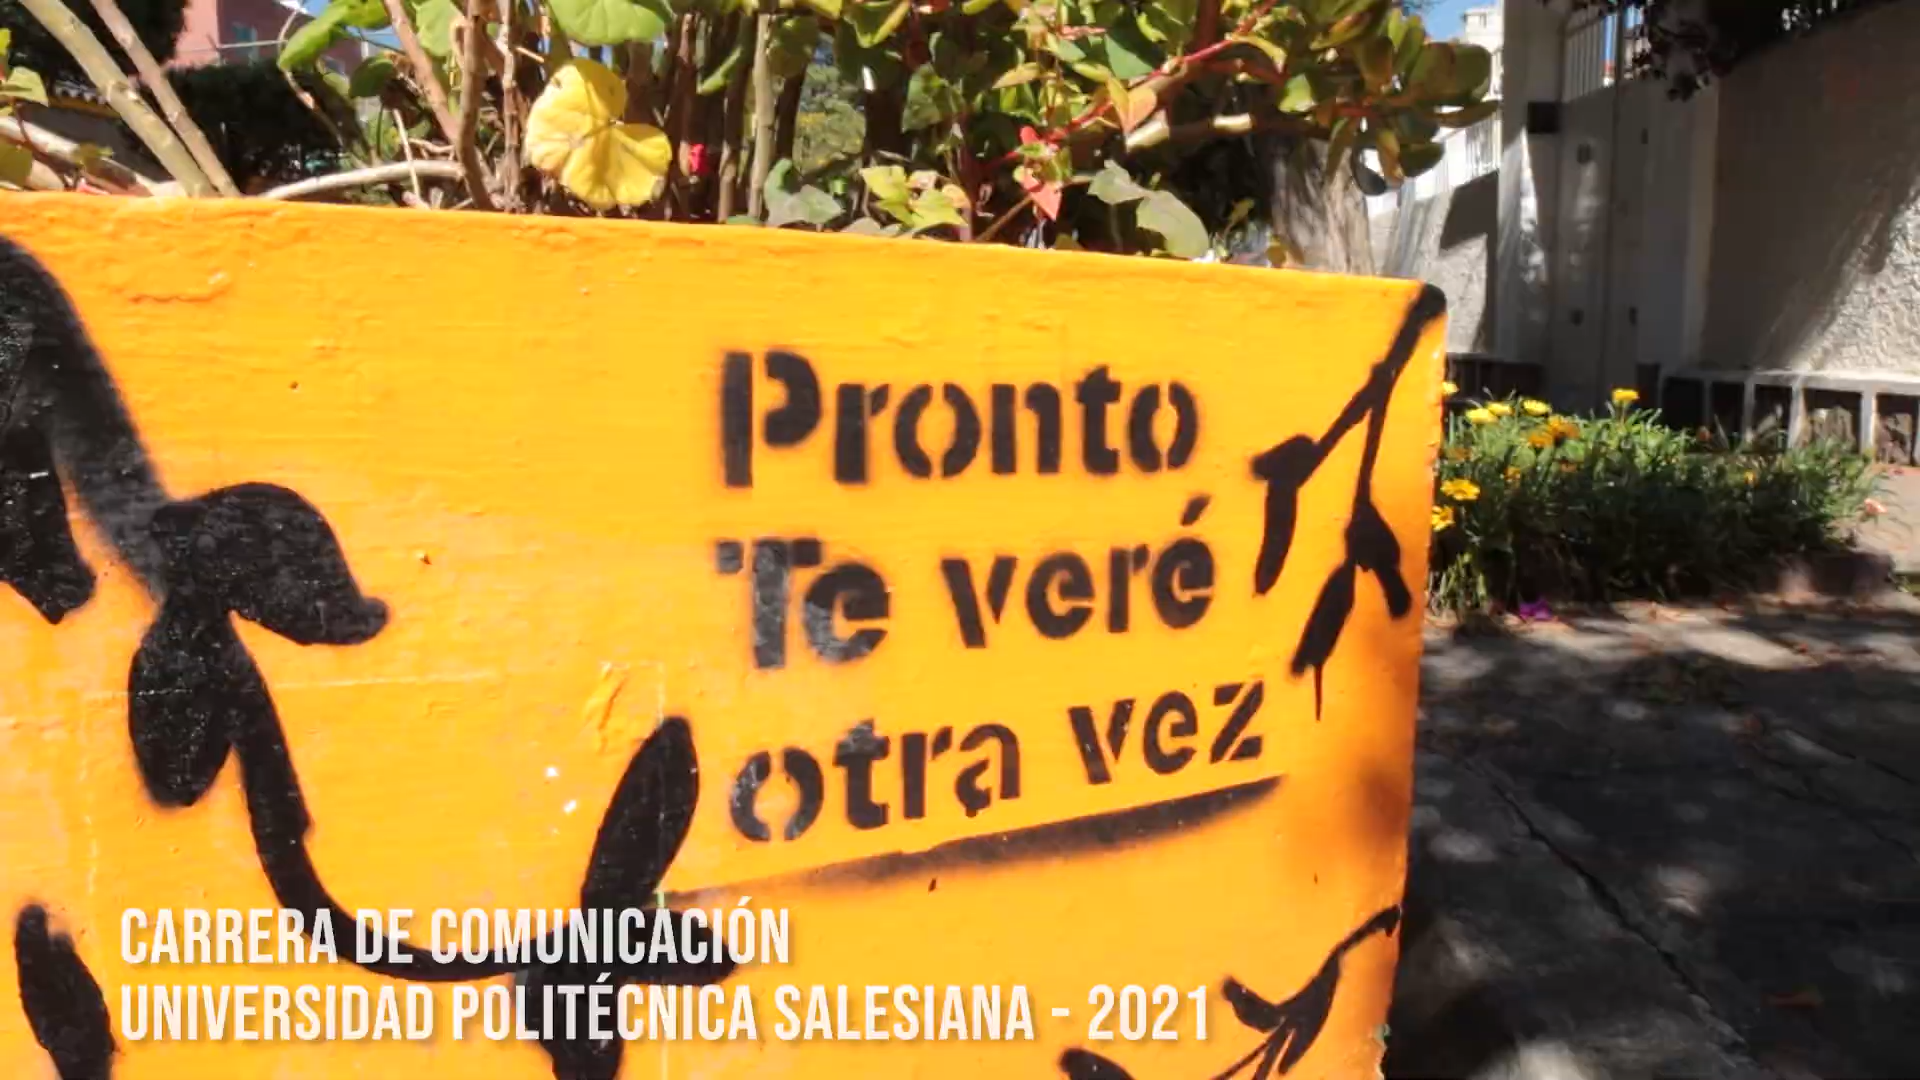 Pronto
Te veré
otra vez
CARRERA DE COMUNICACIÓN
UNIVERSIDAD POLITÉCNICA SALESIANA - 2021